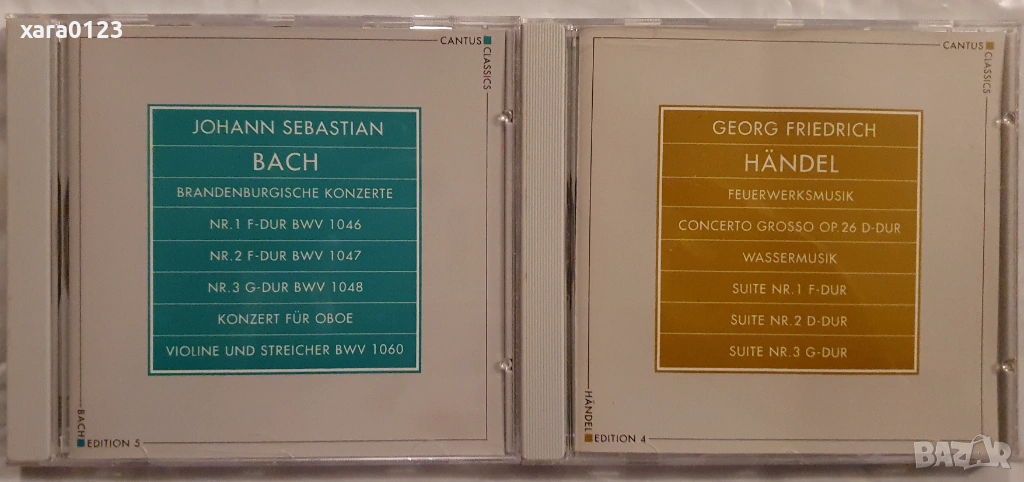 xara0123
CANTUS
CLASSICS
JOHANN SEBASTIAN
BACH
BRANDENBURGISCHE KONZERTE
NR.1 F-DUR BWV 1046
NR.2 F-DUR BWV 1047
NR.3 G-DUR BWV 1048
KONZERT FÜR OBOE
VIOLINE UND STREICHER BWV 1060
BACH
EDITION 5
CANTUS
CLASSICS
GEORG FRIEDRICH
HÄNDEL
FEUERWERKSMUSIK
CONCERTO GROSSO OP.26 D-DUR
WASSERMUSIK
SUITE NR.1 F-DUR
SUITE NR.2 D-DUR
SUITE NR.3 G-DUR
HÄNDEL
EDITION 4
BAZAR